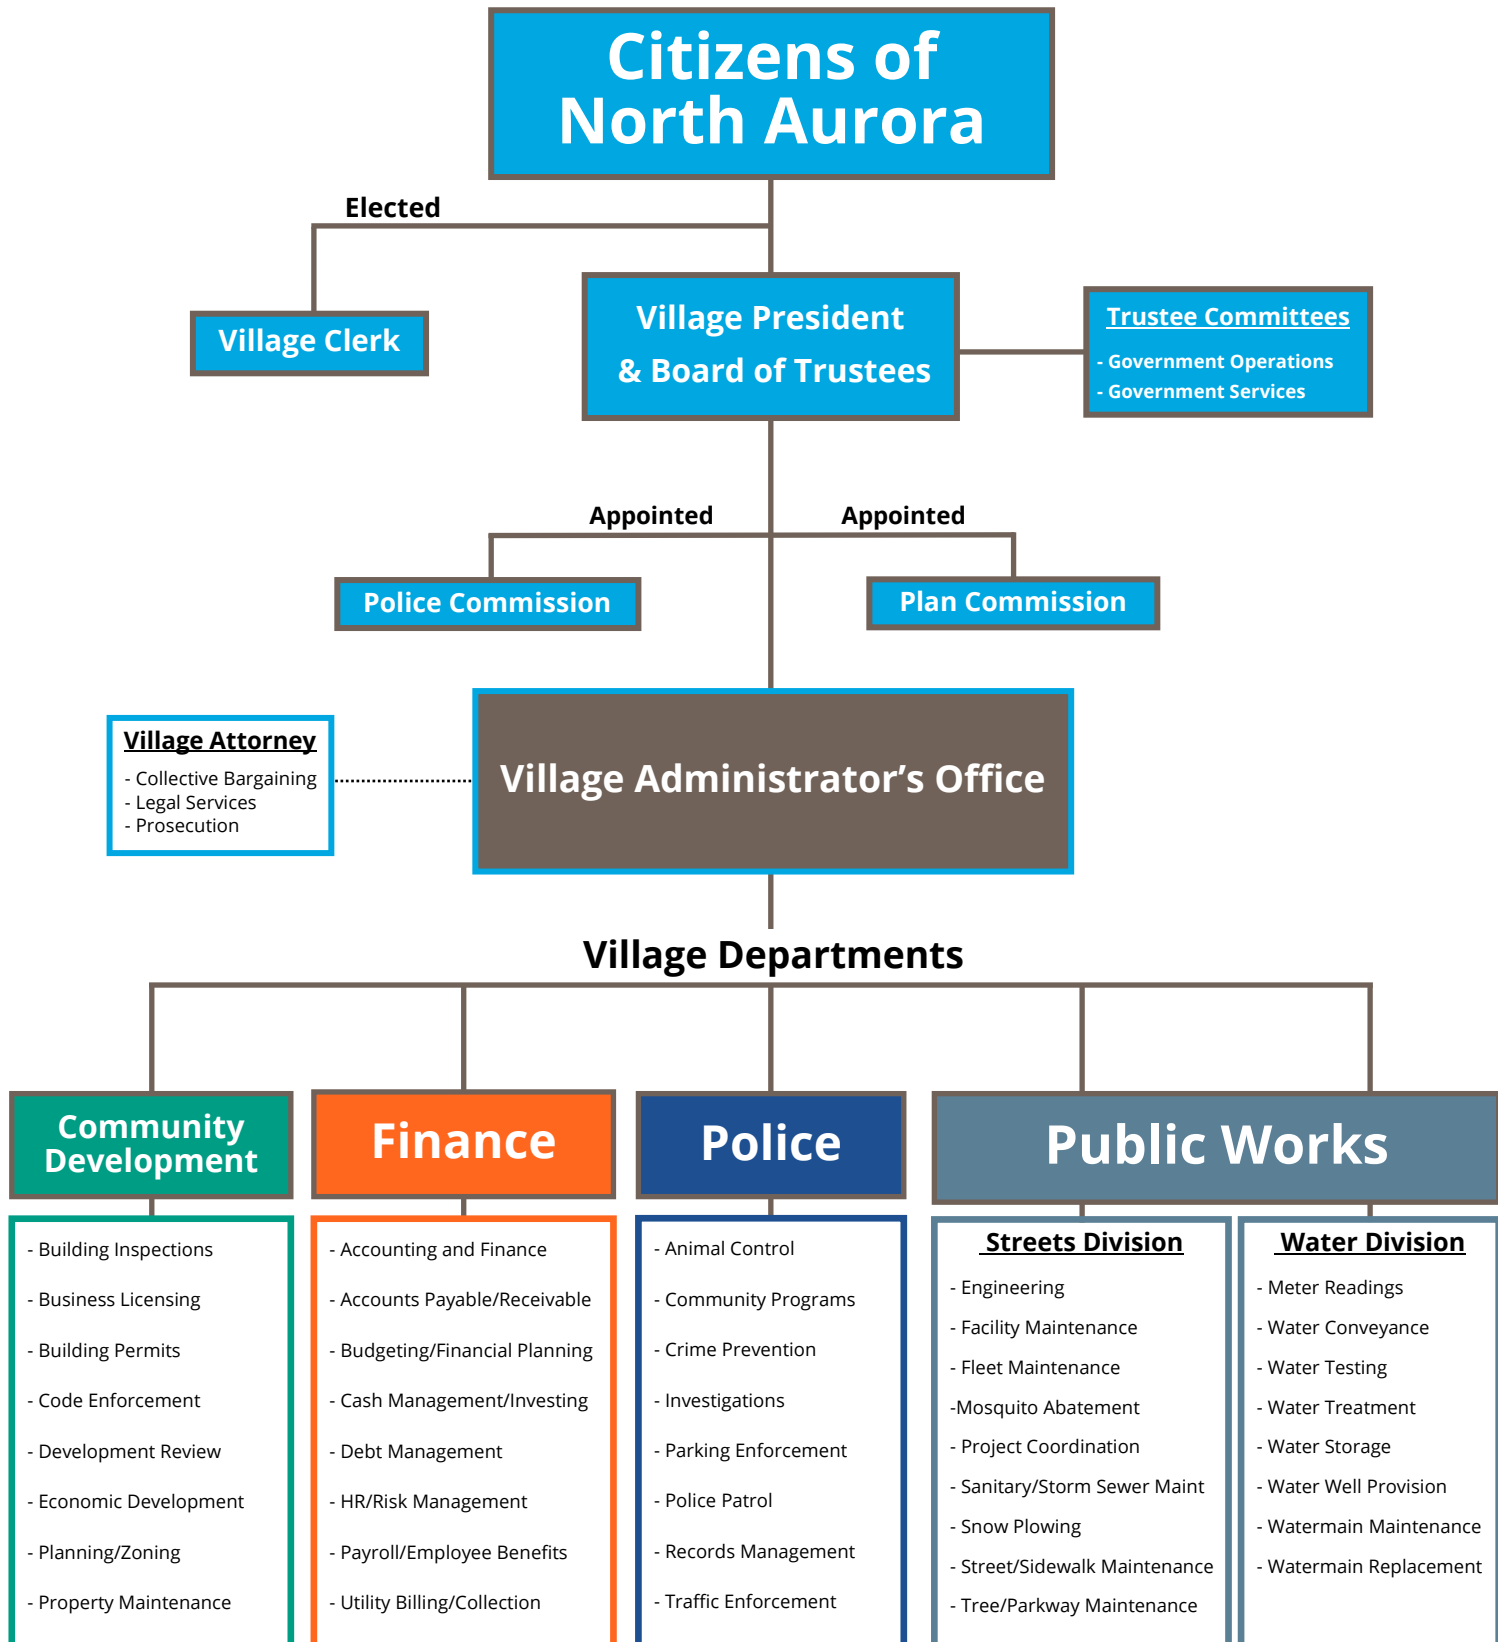 Citizens of
North Aurora
Elected
Village Clerk
Village President
& Board of Trustees
Trustee Committees
- Government Operations
- Government Services
Appointed
Appointed
Police Commission
Plan Commission
Village Attorney
- Collective Bargaining
- Legal Services
- Prosecution
Village Administrator’s Office
Village Departments
Community
Development
- Building Inspections
- Business Licensing
- Building Permits
- Code Enforcement
- Development Review
- Economic Development
- Planning/Zoning
- Property Maintenance
Finance
- Accounting and Finance
- Accounts Payable/Receivable
- Budgeting/Financial Planning
- Cash Management/Investing
- Debt Management
- HR/Risk Management
- Payroll/Employee Benefits
- Utility Billing/Collection
Police
- Animal Control
- Community Programs
- Crime Prevention
- Investigations
- Parking Enforcement
- Police Patrol
- Records Management
- Traffic Enforcement
Public Works
Streets Division
- Engineering
- Facility Maintenance
- Fleet Maintenance
-Mosquito Abatement
- Project Coordination
- Sanitary/Storm Sewer Maint
- Snow Plowing
- Street/Sidewalk Maintenance
- Tree/Parkway Maintenance
Water Division
- Meter Readings
- Water Conveyance
- Water Testing
- Water Treatment
- Water Storage
- Water Well Provision
- Watermain Maintenance
- Watermain Replacement